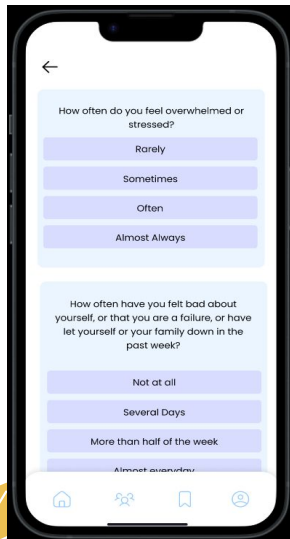 How often do you feel overwhelmed or
stressed?
Rarely
Sometimes
Often
Almost Always
How often have you felt bad about
yourself, or that you are a failure, or have
let yourself or your family down in the
past week?
Not at all
Several Days
More than half of the week
Almost everyday